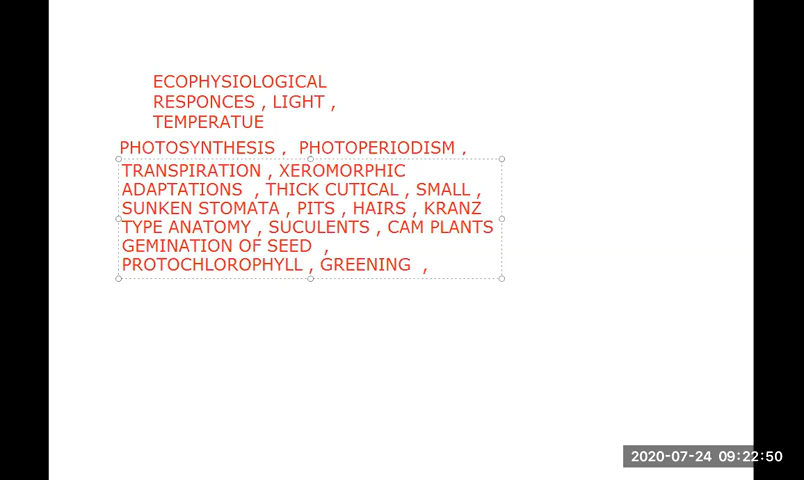 ECOPHYSIOLOGICAL
RESPONCES , LIGHT ,
TEMPERATUE
PHOTOSYNTHESIS , PHOTOPERIODISM ,
TRANSPIRATION , XEROMORPHIC
ADAPTATIONS , THICK CUTICAL , SMALL ,
SUNKEN STOMATA , PITS , HAIRS , KRANZ
TYPE ANATOMY , SUCULENTS , CAM PLANTS
GEMINATION OF SEED ,
PROTOCHLOROPHYLL , GREENING ,
2020-07-24 09:22:50